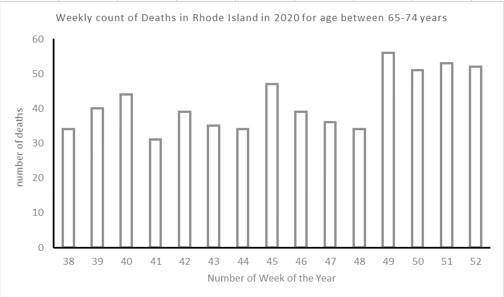 Weekly count of Deaths in Rhode Island in 2020 for age between 65-74 years
60
50
40
30
20
10
0
number of deaths
38 39 40 41 42 43 44 45 46 47 48 49 50 51 52
Number of Week of the Year